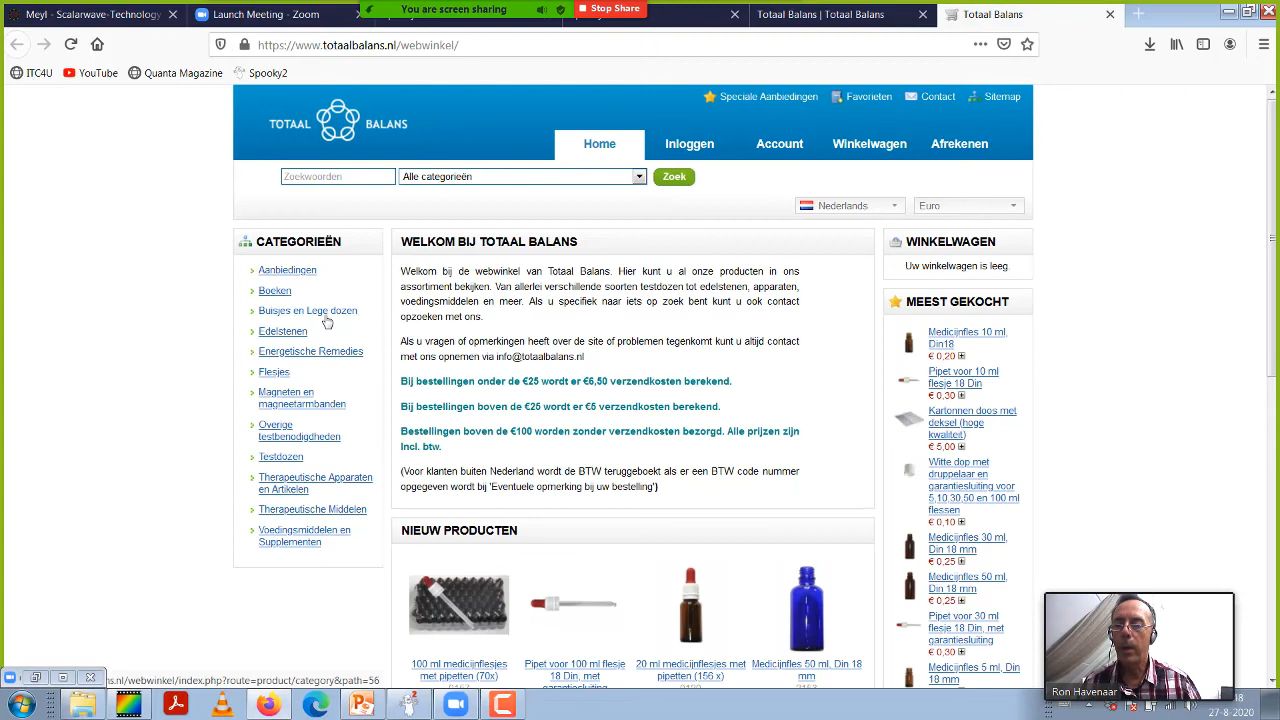 Meyl - Scalarwave-Technology
Launch Meeting - Zoom
You are screen sharing
Stop Share
Totaal Balans | Totaal Balans
Totaal Balans
https://www.totaalbalans.nl/webwinkel/
ITC4U
YouTube
Quanta Magazine
Spooky2
TOTAAL BALANS
Speciale Aanbiedingen
Favorieten
Contact
Sitemap
Home
Inloggen
Account
Winkelwagen
Afrekenen
Zoekwoorden
Alle categorieën
Zoek
Nederlands
Euro
CATEGORIEËN
Aanbiedingen
Boeken
Buisjes en Lege dozen
Edelstenen
Energetische Remedies
Flesjes
Magneten en
magneetarmbanden
Overige
testbenodigdheden
Testdozen
Therapeutische Apparaten
en Artikelen
Therapeutische Middelen
Voedingsmiddelen en
Supplementen
WELKOM BIJ TOTAAL BALANS
Welkom bij de webwinkel van Totaal Balans. Hier kunt u al onze producten in ons
assortiment bekijken. Van allerlei verschillende soorten testdozen tot edelstenen, apparaten,
voedingsmiddelen en meer. Als u specifiek naar iets op zoek bent kunt u ook contact
opzoeken met ons.
Als u vragen of opmerkingen heeft over de site of problemen tegenkomt kunt u altijd contact
met ons opnemen via info@totaalbalans.nl
Bij bestellingen onder de €25 wordt er €6,50 verzendkosten berekend.
Bij bestellingen boven de €25 wordt er €5 verzendkosten berekend.
Bestellingen boven de €100 worden zonder verzendkosten bezorgd. Alle prijzen zijn
Incl. btw.
(Voor klanten buiten Nederland wordt de BTW teruggeboekt als er een BTW code nummer
opgegeven wordt bij 'Eventuele opmerking bij uw bestelling')
NIEUW PRODUCTEN
100 ml medicijnflesjes
met pipetten (70x)
Pipet voor 100 ml flesje
18 Din, met
garantiesluiting
20 ml medicijnflesjes met
pipetten (156 x)
Medicijnfles 50 ml, Din 18
mm
WINKELWAGEN
Uw winkelwagen is leeg.
MEEST GEKOCHT
Medicijnfles 10 ml,
Din18
€ 0,20
Pipet voor 10 ml
flesje 18 Din
€ 0,30
Kartonnen doos met
deksel (hoge
kwaliteit)
€ 5,00
Witte dop met
druppelaar en
garantiesluiting voor
5,10,30,50 en 100 ml
flessen
€ 0,10
Medicijnfles 30 ml,
Din 18 mm
€ 0,25
Medicijnfles 50 ml,
Din 18 mm
€ 0,25
Pipet voor 30 ml
flesje 18 Din, met
garantiesluiting
€ 0,30
Medicijnfles 5 ml, Din
18 mm
Ron Havenaar
ns.nl/webwinkel/index.php?route=product/category&path=56
27-8-2020